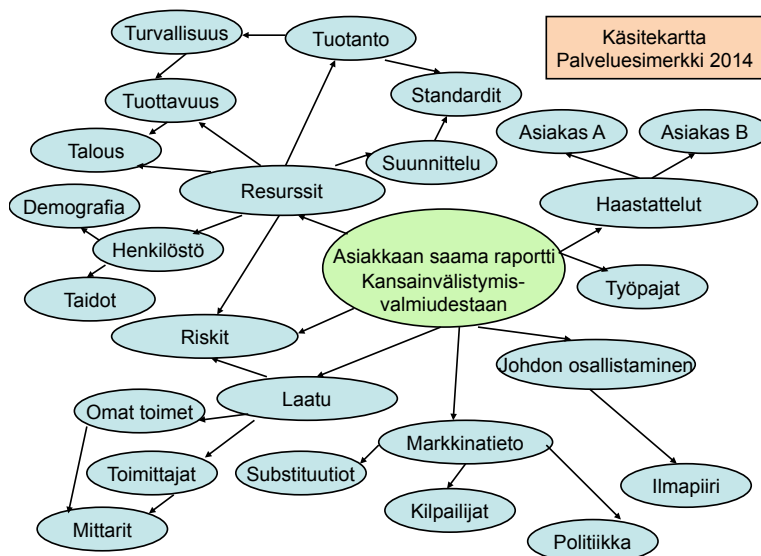 Turvallisuus
Tuotanto
Käsitekartta
Palveluesimerkki 2014
Tuottavuus
Standardit
Asiakas A
Asiakas B
Talous
Suunnittelu
Resurssit
Haastattelut
Demografia
Henkilöstö
Asiakkaan saama raportti
Kansainvälistymis-
valmiudestaan
Työpajat
Taidot
Riskit
Johdon osallistaminen
Laatu
Omat toimet
Markkinatieto
Toimittajat
Substituutiot
Ilmapiiri
Kilpailijat
Mittarit
Politiikka